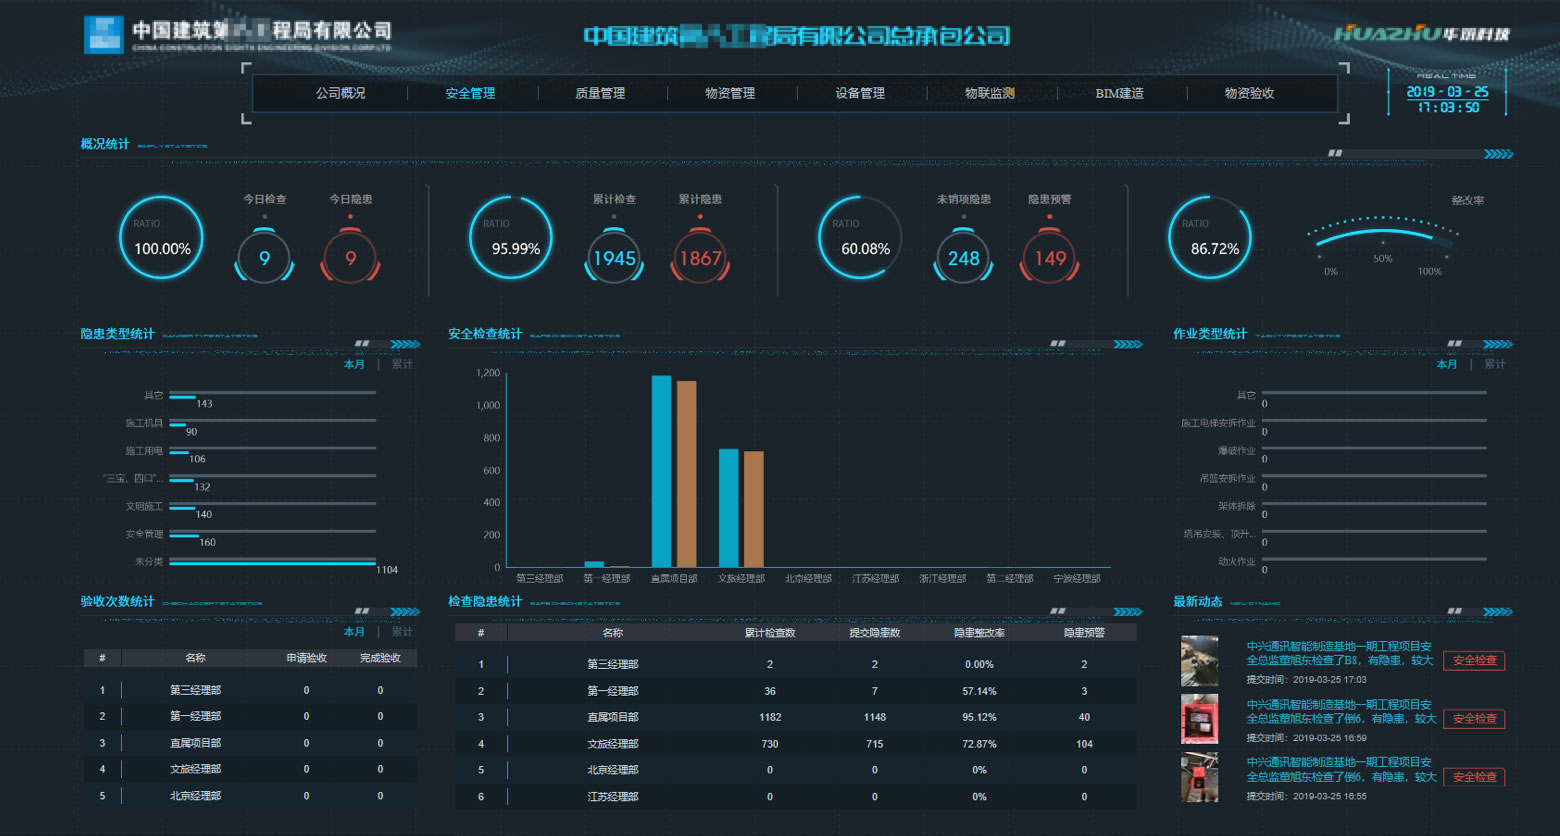 中国建筑第 工程局有限公司
CHINA CONSTRUCTION EIGHTH ENGINEERING DIVISION CORP.LTD
中国建筑 工程局有限公司总承包公司
HUAZHU 华筑科技
公司概况 安全管理 质量管理 物资管理 设备管理 物联监测 BIM建造 物资验收
REAL TIME
2019 - 03 - 25
17:03:50
概况统计
RATIO
100.00%
今日检查 今日隐患
9 9
RATIO
95.99%
累计检查 累计隐患
1945 1867
RATIO
60.08%
未销项隐患 隐患预警
248 149
RATIO
86.72%
整改率
0% 50% 100%
隐患类型统计
本月 | 累计
其它 143
施工机具 90
施工用电 106
“三宝、四口”... 132
文明施工 140
安全管理 160
未分类 1104
安全检查统计
1,200
1,000
800
600
400
200
0
第三经理部 第一经理部 直属项目部 文旅经理部 北京经理部 江苏经理部 浙江经理部 第二经理部 宁波经理部
作业类型统计
本月 | 累计
其它 0
施工电梯安拆作业 0
爆破作业 0
吊篮安拆作业 0
架体拆除 0
塔吊安装、顶升... 0
动火作业 0
验收次数统计
本月 | 累计
# 名称 申请验收 完成验收
1 第三经理部 0 0
2 第一经理部 0 0
3 直属项目部 0 0
4 文旅经理部 0 0
5 北京经理部 0 0
检查隐患统计
# 名称 累计检查数 提交隐患数 隐患整改率 隐患预警
1 第三经理部 2 2 0.00% 2
2 第一经理部 36 7 57.14% 3
3 直属项目部 1182 1148 95.12% 40
4 文旅经理部 730 715 72.87% 104
5 北京经理部 0 0 0% 0
6 江苏经理部 0 0 0% 0
最新动态
中兴通讯智能制造基地一期工程项目安
全总监董旭东检查了B8，有隐患，较大
安全检查
提交时间：2019-03-25 17:03
中兴通讯智能制造基地一期工程项目安
全总监董旭东检查了倒6，有隐患，较大
安全检查
提交时间：2019-03-25 16:59
中兴通讯智能制造基地一期工程项目安
全总监董旭东检查了倒6，有隐患，较大
安全检查
提交时间：2019-03-25 16:55